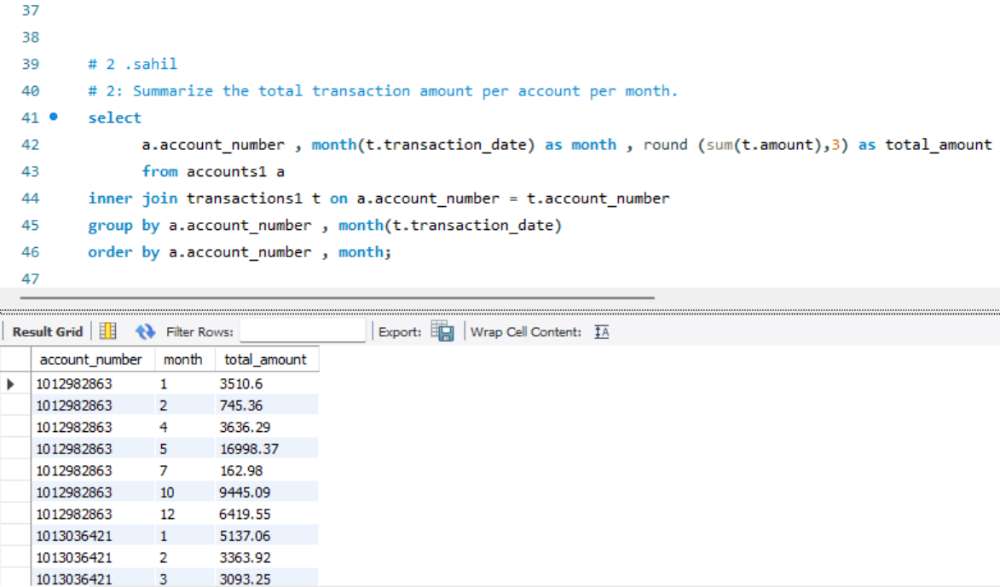 37
38
39 # 2 .sahil
40 # 2: Summarize the total transaction amount per account per month.
41 select
42 a.account_number , month(t.transaction_date) as month , round (sum(t.amount),3) as total_amount
43 from accounts1 a
44 inner join transactions1 t on a.account_number = t.account_number
45 group by a.account_number , month(t.transaction_date)
46 order by a.account_number , month;
47
Result Grid Filter Rows: Export: Wrap Cell Content: IA
account_number month total_amount
1012982863 1 3510.6
1012982863 2 745.36
1012982863 4 3636.29
1012982863 5 16998.37
1012982863 7 162.98
1012982863 10 9445.09
1012982863 12 6419.55
1013036421 1 5137.06
1013036421 2 3363.92
1013036421 3 3093.25